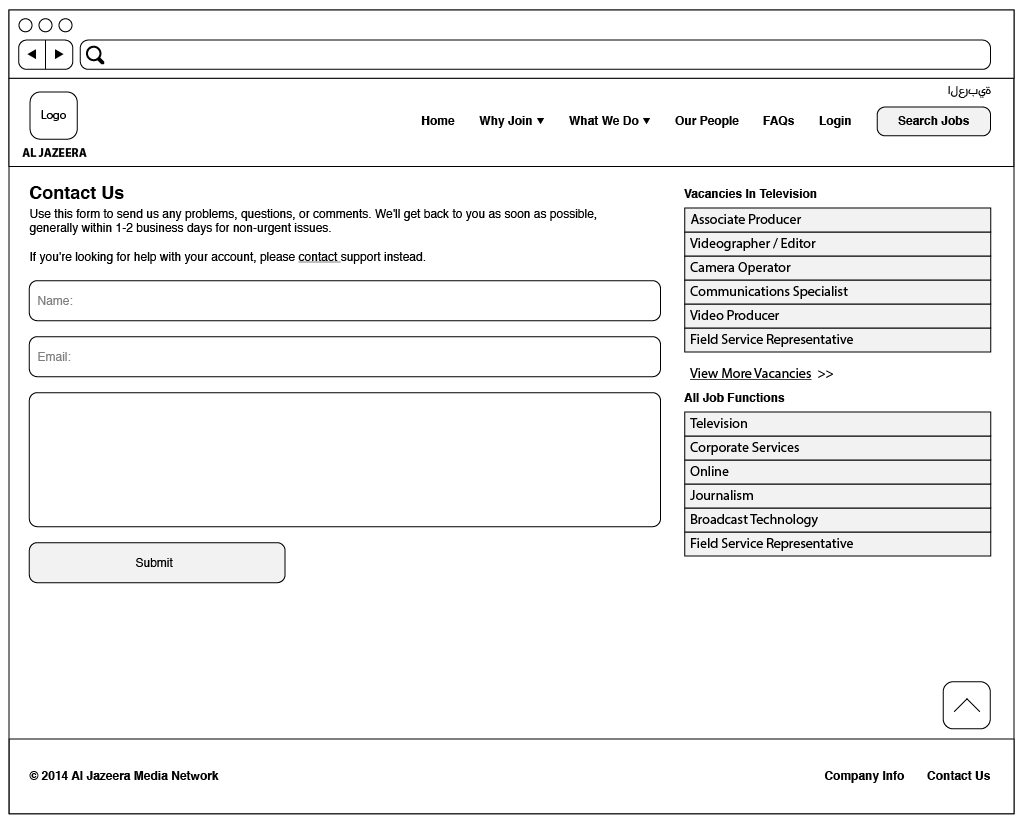 ةيبرعلا
Logo
AL JAZEERA
Home Why Join ▼ What We Do ▼ Our People FAQs Login Search Jobs
Contact Us
Use this form to send us any problems, questions, or comments. We'll get back to you as soon as possible,
generally within 1-2 business days for non-urgent issues.
If you're looking for help with your account, please contact support instead.
Name:
Email:
Submit
Vacancies In Television
Associate Producer
Videographer / Editor
Camera Operator
Communications Specialist
Video Producer
Field Service Representative
View More Vacancies >>
All Job Functions
Television
Corporate Services
Online
Journalism
Broadcast Technology
Field Service Representative
© 2014 Al Jazeera Media Network
Company Info Contact Us